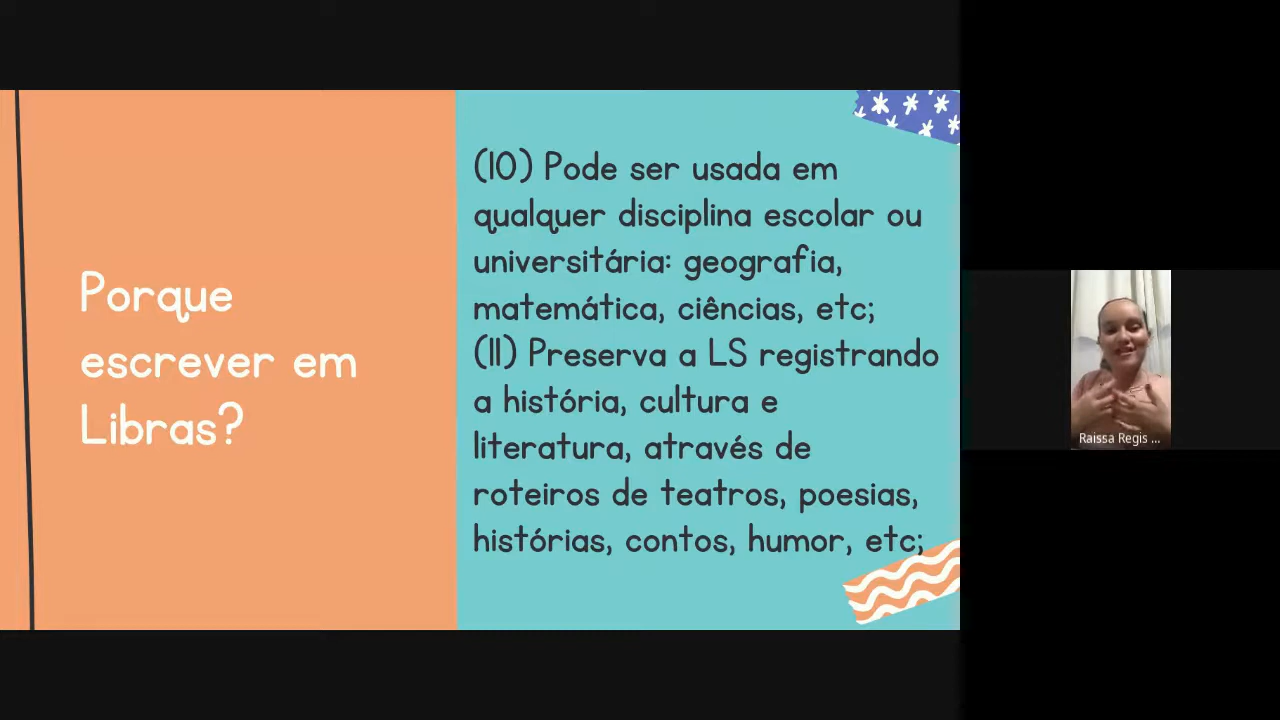 Porque
escrever em
Libras?
(10) Pode ser usada em
qualquer disciplina escolar ou
universitária: geografia,
matemática, ciências, etc;
(11) Preserva a LS registrando
a história, cultura e
literatura, através de
roteiros de teatros, poesias,
histórias, contos, humor, etc;
Raissa Regis ...